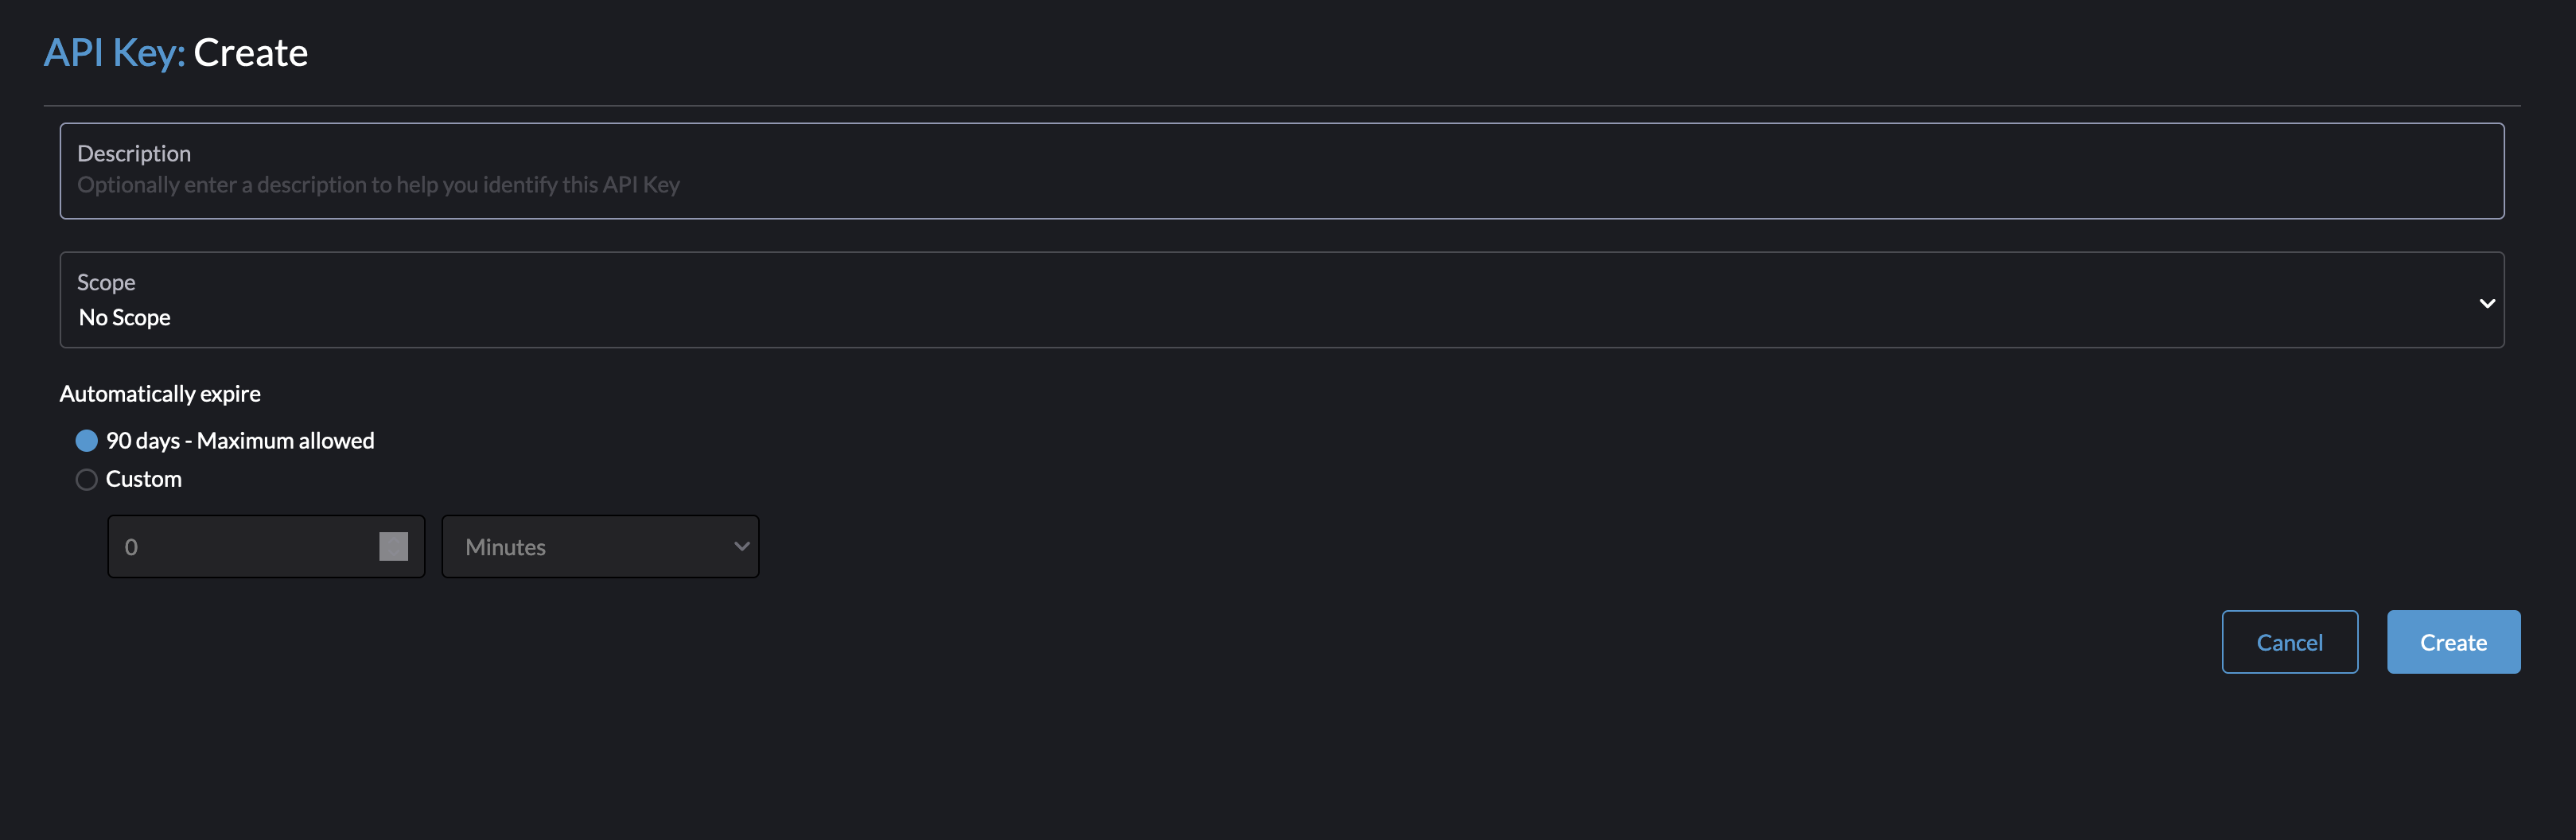 API Key: Create
Description
Optionally enter a description to help you identify this API Key
Scope
No Scope
Automatically expire
90 days - Maximum allowed
Custom
0 Minutes
Cancel Create